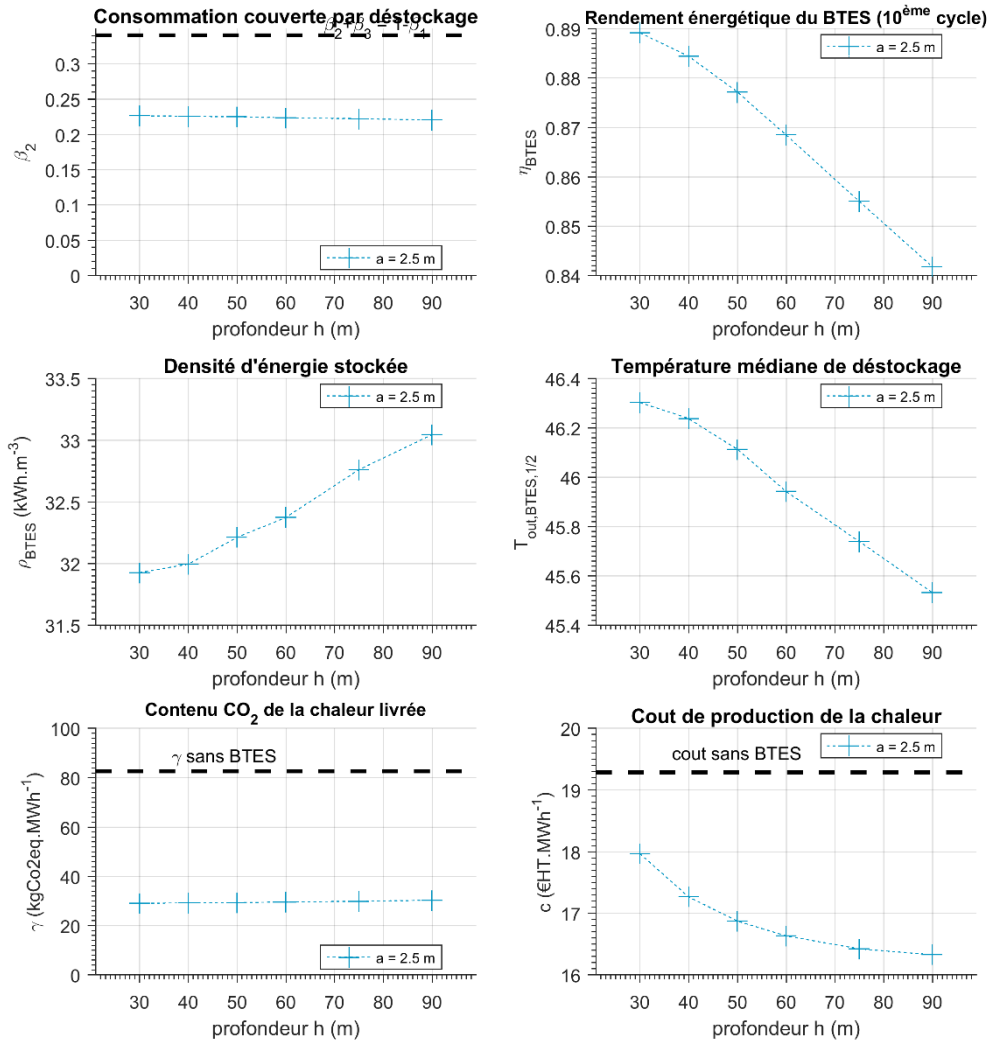 Consommation couverte par déstockage
β2+β3 = 1-β1
0.3
0.25
0.2
0.15
0.1
0.05
0
β2
a = 2.5 m
30 40 50 60 70 80 90
profondeur h (m)
Rendement énergétique du BTES (10ème cycle)
0.89
0.88
0.87
0.86
0.85
0.84
ηBTES
a = 2.5 m
30 40 50 60 70 80 90
profondeur h (m)
Densité d'énergie stockée
33.5
33
32.5
32
31.5
ρBTES (kWh.m-3)
a = 2.5 m
30 40 50 60 70 80 90
profondeur h (m)
Température médiane de déstockage
46.4
46.2
46
45.8
45.6
45.4
Tout,BTES,1/2
a = 2.5 m
30 40 50 60 70 80 90
profondeur h (m)
Contenu CO2 de la chaleur livrée
100
80
60
40
20
0
γ (kgCo2eq.MWh-1)
γ sans BTES
a = 2.5 m
30 40 50 60 70 80 90
profondeur h (m)
Cout de production de la chaleur
20
19
18
17
16
c (€HT.MWh-1)
cout sans BTES
a = 2.5 m
30 40 50 60 70 80 90
profondeur h (m)